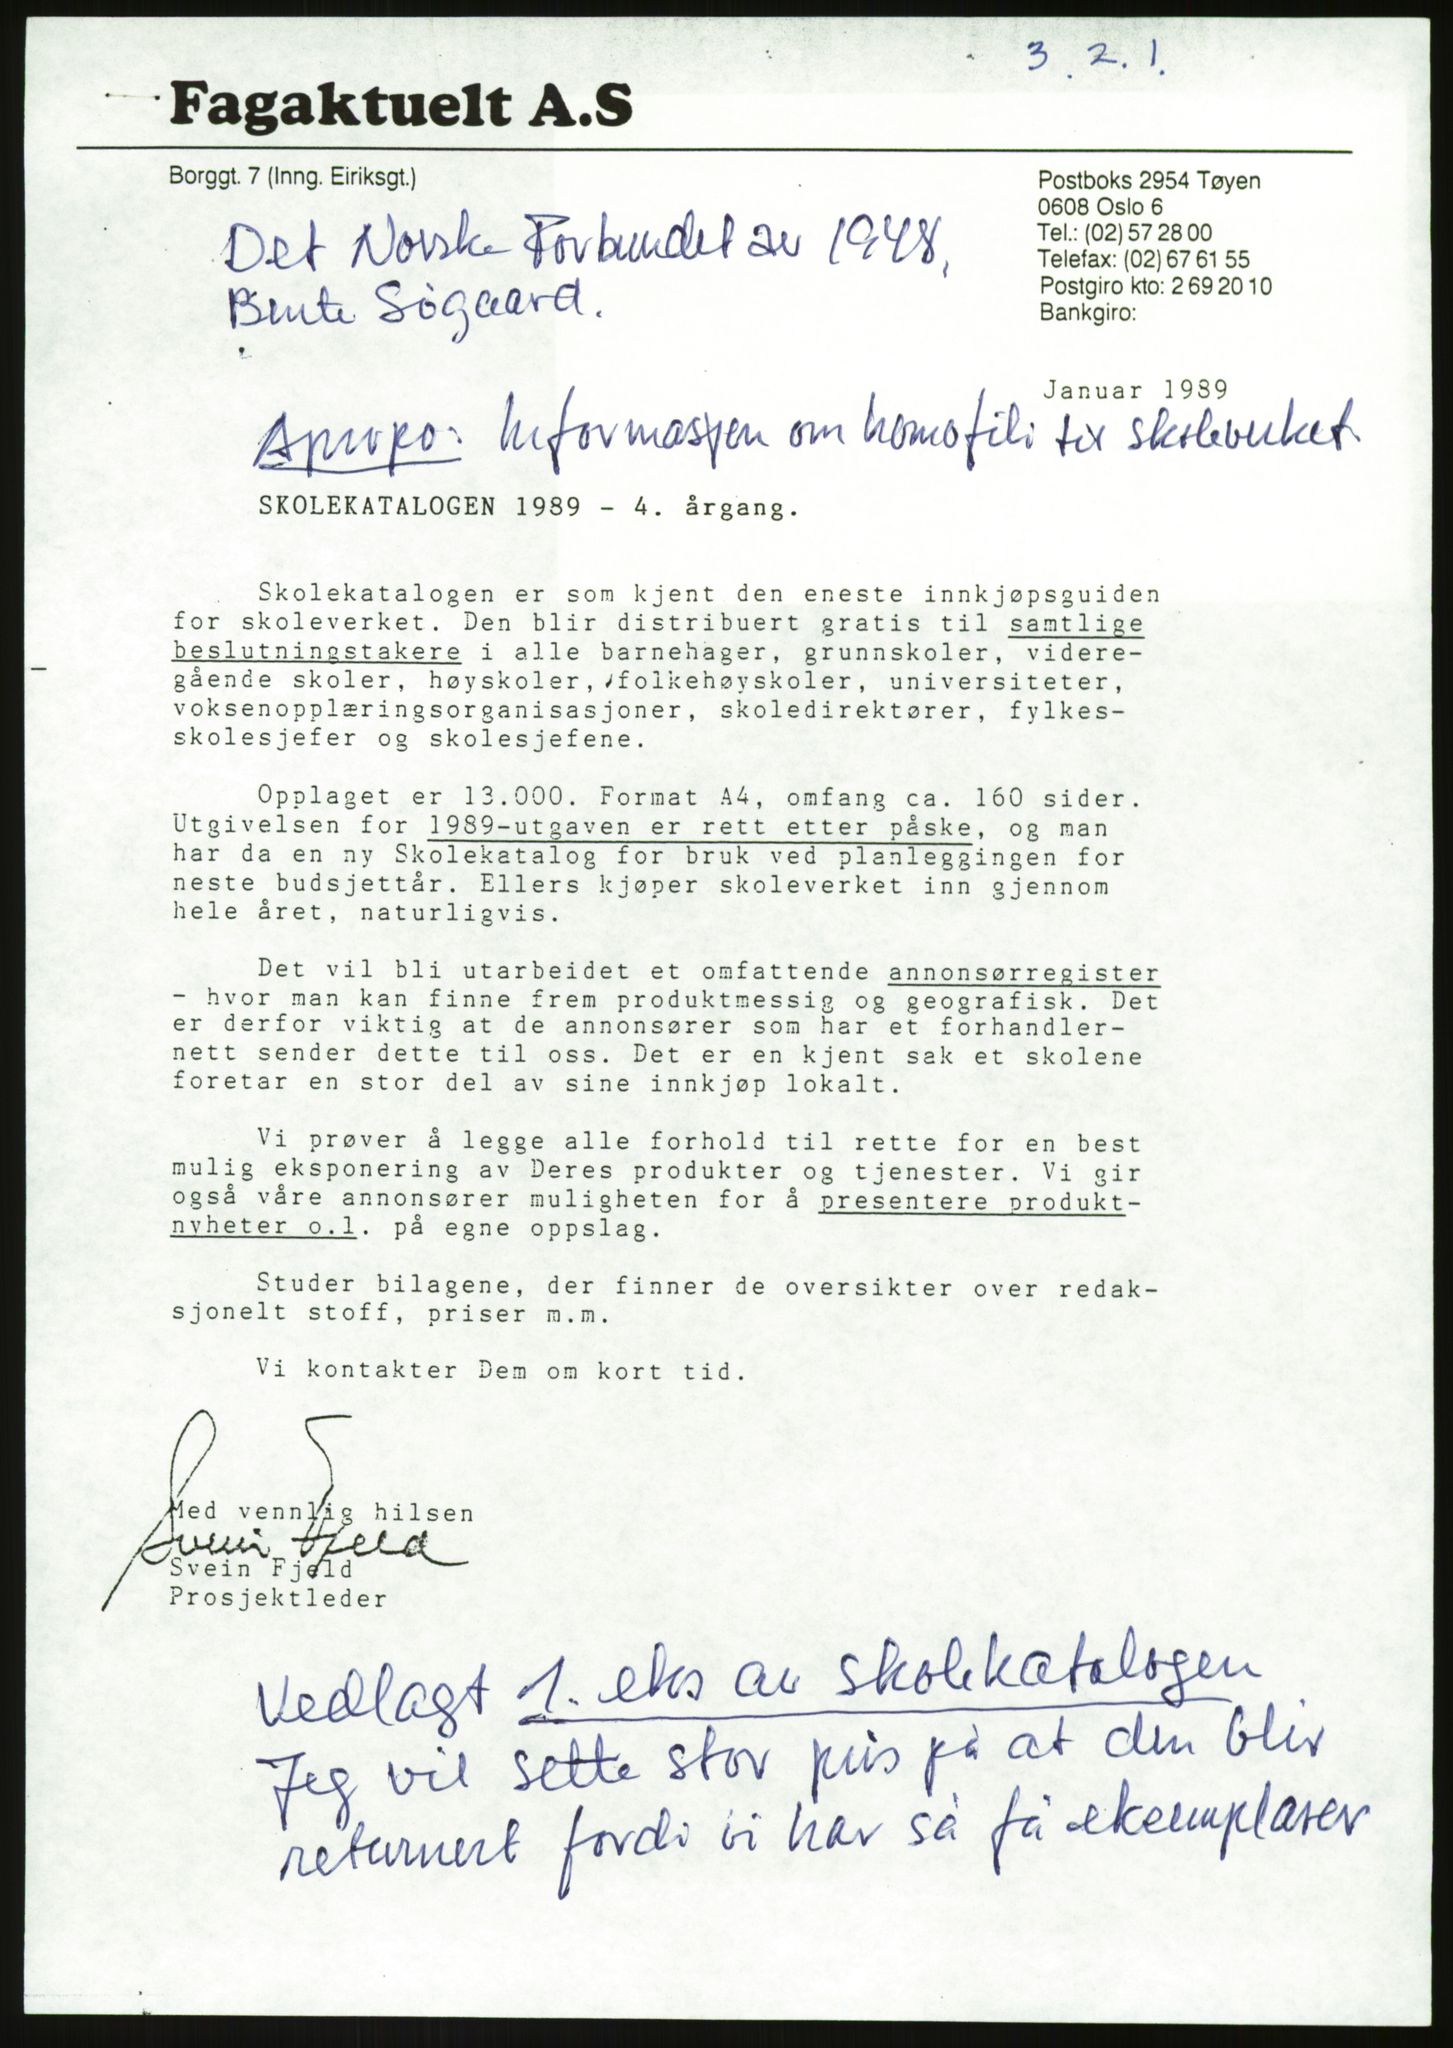 3. 2. 1.
Fagaktuelt A.S
Borggt. 7 (Inng. Eiriksgt.)
Postboks 2954 Tøyen
0608 Oslo 6
Tel.: (02) 57 28 00
Telefax: (02) 67 61 55
Postgiro kto: 2 69 20 10
Bankgiro:
Det Norske Forbundet av 1948,
Bente Søgaard.
Januar 1989
Apropo: Informasjon om homofili til skoleverket.
SKOLEKATALOGEN 1989 - 4. årgang.
Skolekatalogen er som kjent den eneste innkjøpsguiden
for skoleverket. Den blir distribuert gratis til samtlige
beslutningstakere i alle barnehager, grunnskoler, videre-
gående skoler, høyskoler, folkehøyskoler, universiteter,
voksenopplæringsorganisasjoner, skoledirektører, fylkes-
skolesjefer og skolesjefene.
Opplaget er 13.000. Format A4, omfang ca. 160 sider.
Utgivelsen for 1989-utgaven er rett etter påske, og man
har da en ny Skolekatalog for bruk ved planleggingen for
neste budsjettår. Ellers kjøper skoleverket inn gjennom
hele året, naturligvis.
Det vil bli utarbeidet et omfattende annonsørregister
- hvor man kan finne frem produktmessig og geografisk. Det
er derfor viktig at de annonsører som har et forhandler-
nett sender dette til oss. Det er en kjent sak et skolene
foretar en stor del av sine innkjøp lokalt.
Vi prøver å legge alle forhold til rette for en best
mulig eksponering av Deres produkter og tjenester. Vi gir
også våre annonsører muligheten for å presentere produkt-
nyheter o.l. på egne oppslag.
Studer bilagene, der finner de oversikter over redak-
sjonelt stoff, priser m.m.
Vi kontakter Dem om kort tid.
Med vennlig hilsen
Svein Fjeld
Svein Fjeld
Prosjektleder
Vedlagt 1. eks av skolekatalogen
Jeg vil sette stor pris på at den blir
returnert fordi vi har så få eksemplarer